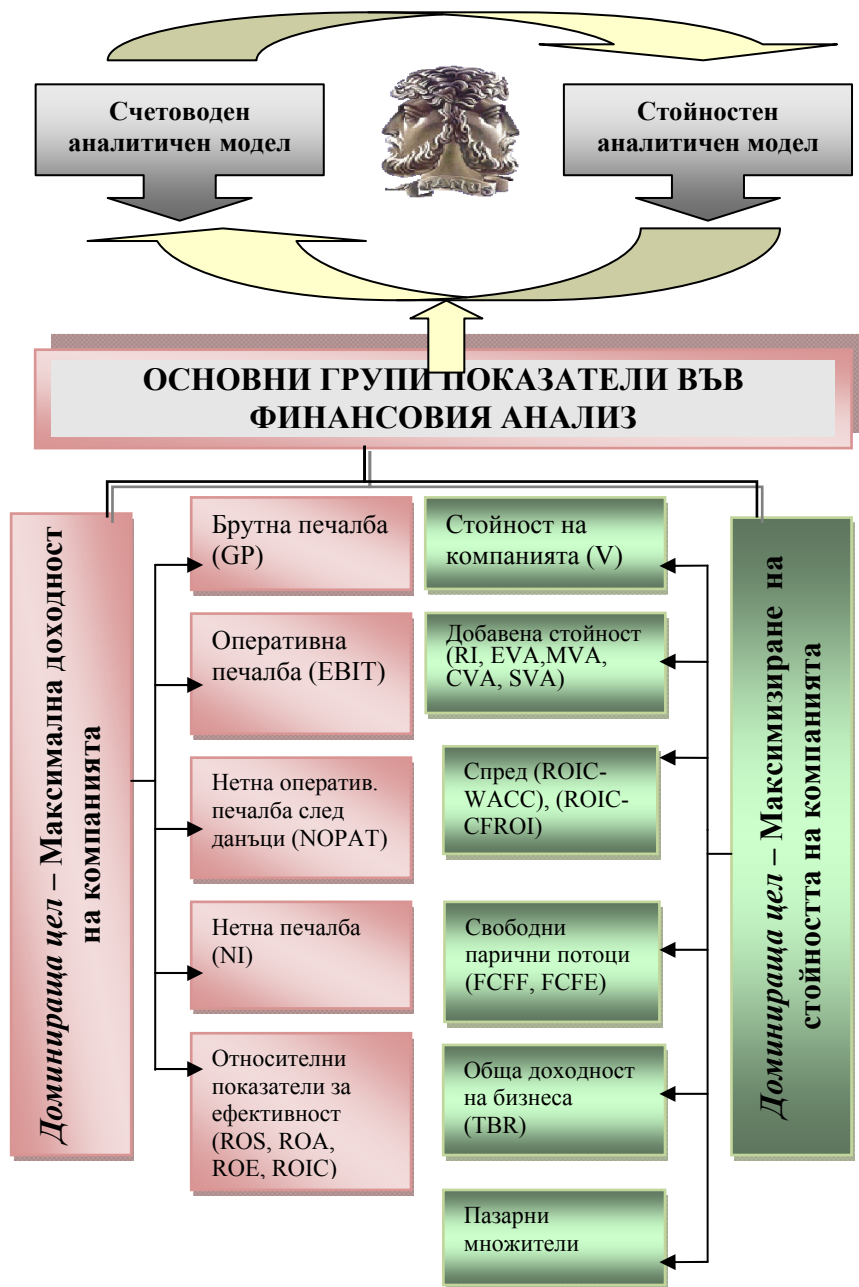 Счетоводен
аналитичен модел
Стойностен
аналитичен модел
ОСНОВНИ ГРУПИ ПОКАЗАТЕЛИ ВЪВ
ФИНАНСОВИЯ АНАЛИЗ
Доминираща цел – Максимална доходност
на компанията
Брутна печалба
(GP)
Оперативна
печалба (EBIT)
Нетна оператив.
печалба след
данъци (NOPAT)
Нетна печалба
(NI)
Относителни
показатели за
ефективност
(ROS, ROA,
ROE, ROIC)
Стойност на
компанията (V)
Добавена стойност
(RI, EVA,MVA,
CVA, SVA)
Спред (ROIC-
WACC), (ROIC-
CFROI)
Свободни
парични потоци
(FCFF, FCFE)
Обща доходност
на бизнеса
(TBR)
Пазарни
множители
Доминираща цел – Максимизиране на
стойността на компанията